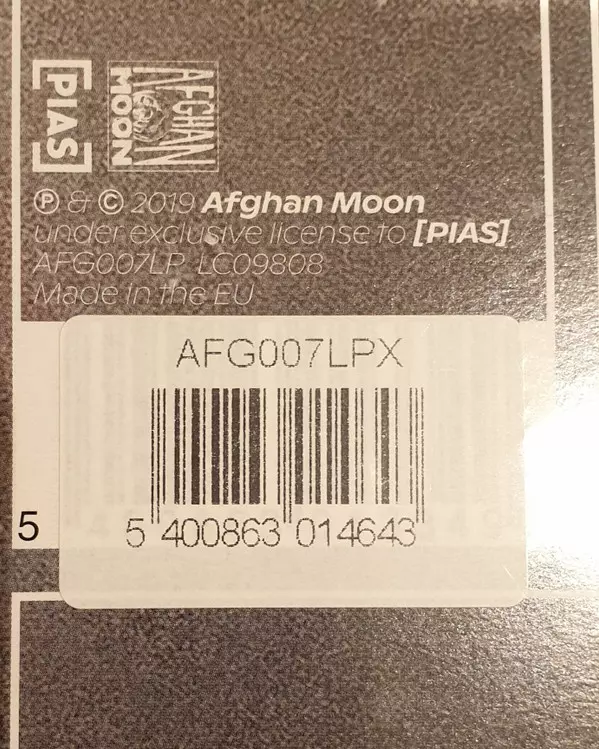 [PIAS]
AFGHAN
MOON
℗ & © 2019 Afghan Moon
under exclusive license to [PIAS]
AFG007LP LC09808
Made In the EU
AFG007LPX
5 400863 014643
5